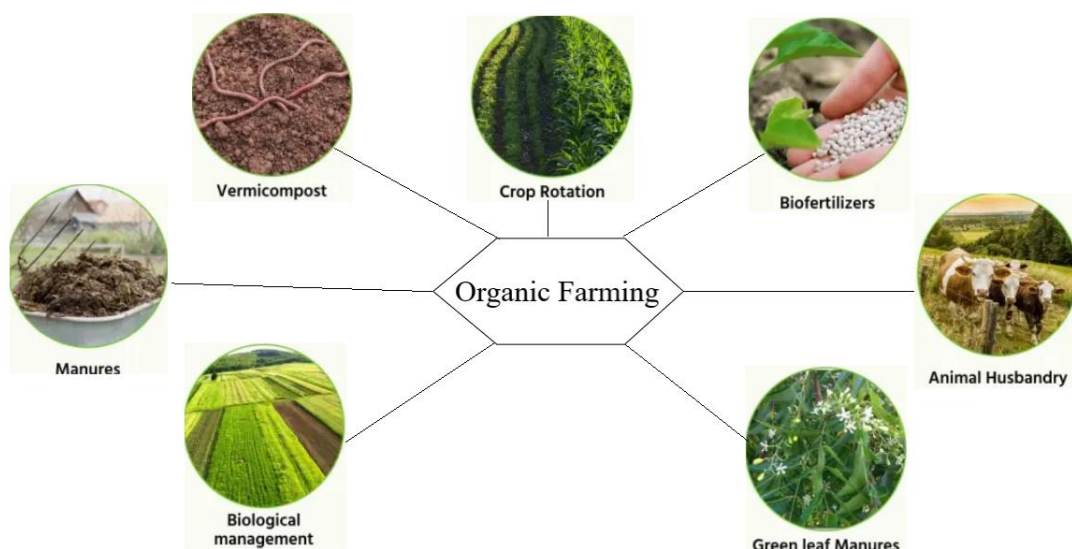 Vermicompost
Crop Rotation
Biofertilizers
Manures
Organic Farming
Animal Husbandry
Biological
management
Green leaf Manures